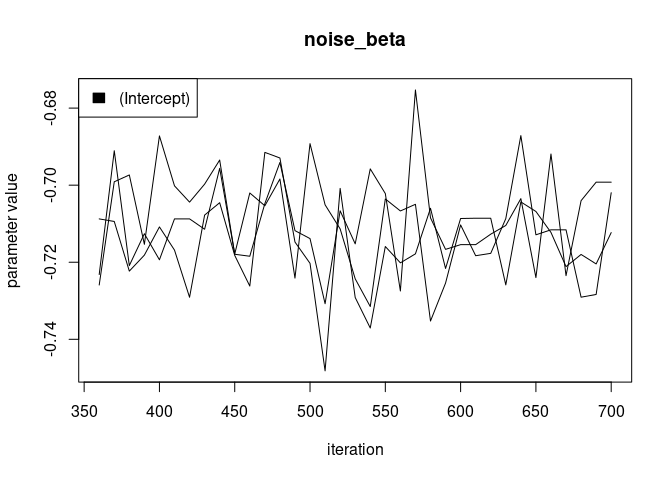 noise_beta
(Intercept)
parameter value
-0.68
-0.70
-0.72
-0.74
350 400 450 500 550 600 650 700
iteration